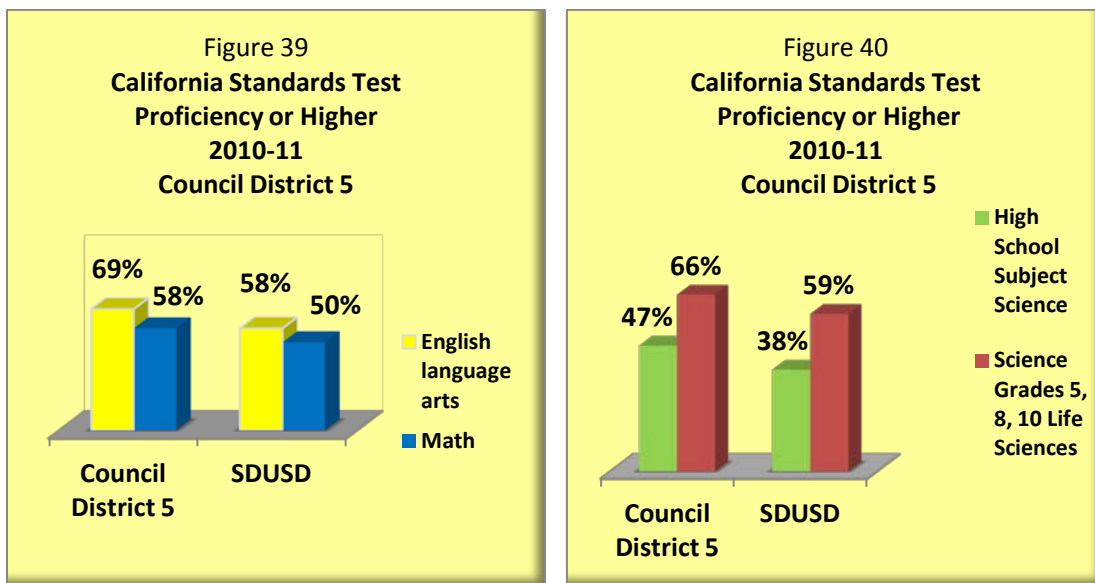 Figure 39
California Standards Test
Proficiency or Higher
2010-11
Council District 5
69%
58%
58%
50%
English
language
arts
Math
Council
District 5
SDUSD
Figure 40
California Standards Test
Proficiency or Higher
2010-11
Council District 5
High
School
Subject
Science
Science
Grades 5,
8, 10 Life
Sciences
47%
66%
38%
59%
Council
District 5
SDUSD